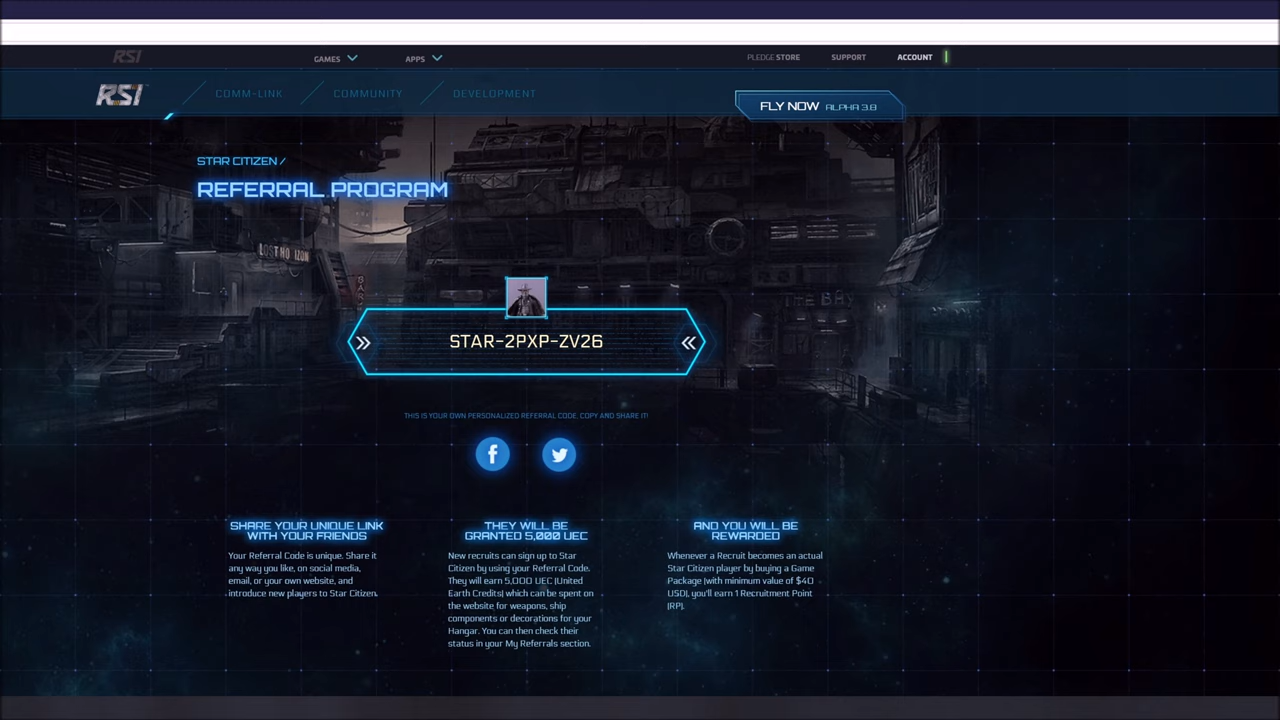 RSI
GAMES
APPS
PLEDGE STORE
SUPPORT
ACCOUNT
RSI
COMM-LINK
COMMUNITY
DEVELOPMENT
FLY NOW ALPHA 3.8
STAR CITIZEN /
REFERRAL PROGRAM
LOST HO IZON
BAR
ITE BAY
STAR-2PXP-ZV26
THIS IS YOUR OWN PERSONALIZED REFERRAL CODE. COPY AND SHARE IT!
SHARE YOUR UNIQUE LINK
WITH YOUR FRIENDS
Your Referral Code is unique. Share it
any way you like, on social media,
email, or your own website, and
introduce new players to Star Citizen.
THEY WILL BE
GRANTED 5,000 UEC
New recruits can sign up to Star
Citizen by using your Referral Code.
They will earn 5,000 UEC (United
Earth Credits) which can be spent on
the website for weapons, ship
components or decorations for your
Hangar. You can then check their
status in your My Referrals section.
AND YOU WILL BE
REWARDED
Whenever a Recruit becomes an actual
Star Citizen player by buying a Game
Package (with minimum value of $40
USD), you'll earn 1 Recruitment Point
(RP).